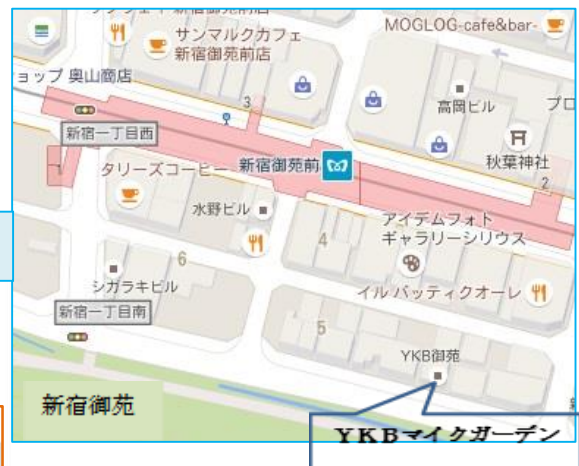 サンマルクカフェ
新宿御苑前店
MOGLOG-cafe&bar-
ョップ 奥山商店
3
高岡ビル
プロ
新宿一丁目西
秋葉神社
1
タリーズコーヒー
新宿御苑前
2
水野ビル
アイデムフォト
ギャラリーシリウス
4
6
シガラキビル
イル バッティクオーレ
新宿一丁目南
5
YKB御苑
新宿御苑
YKBマイクガーデン